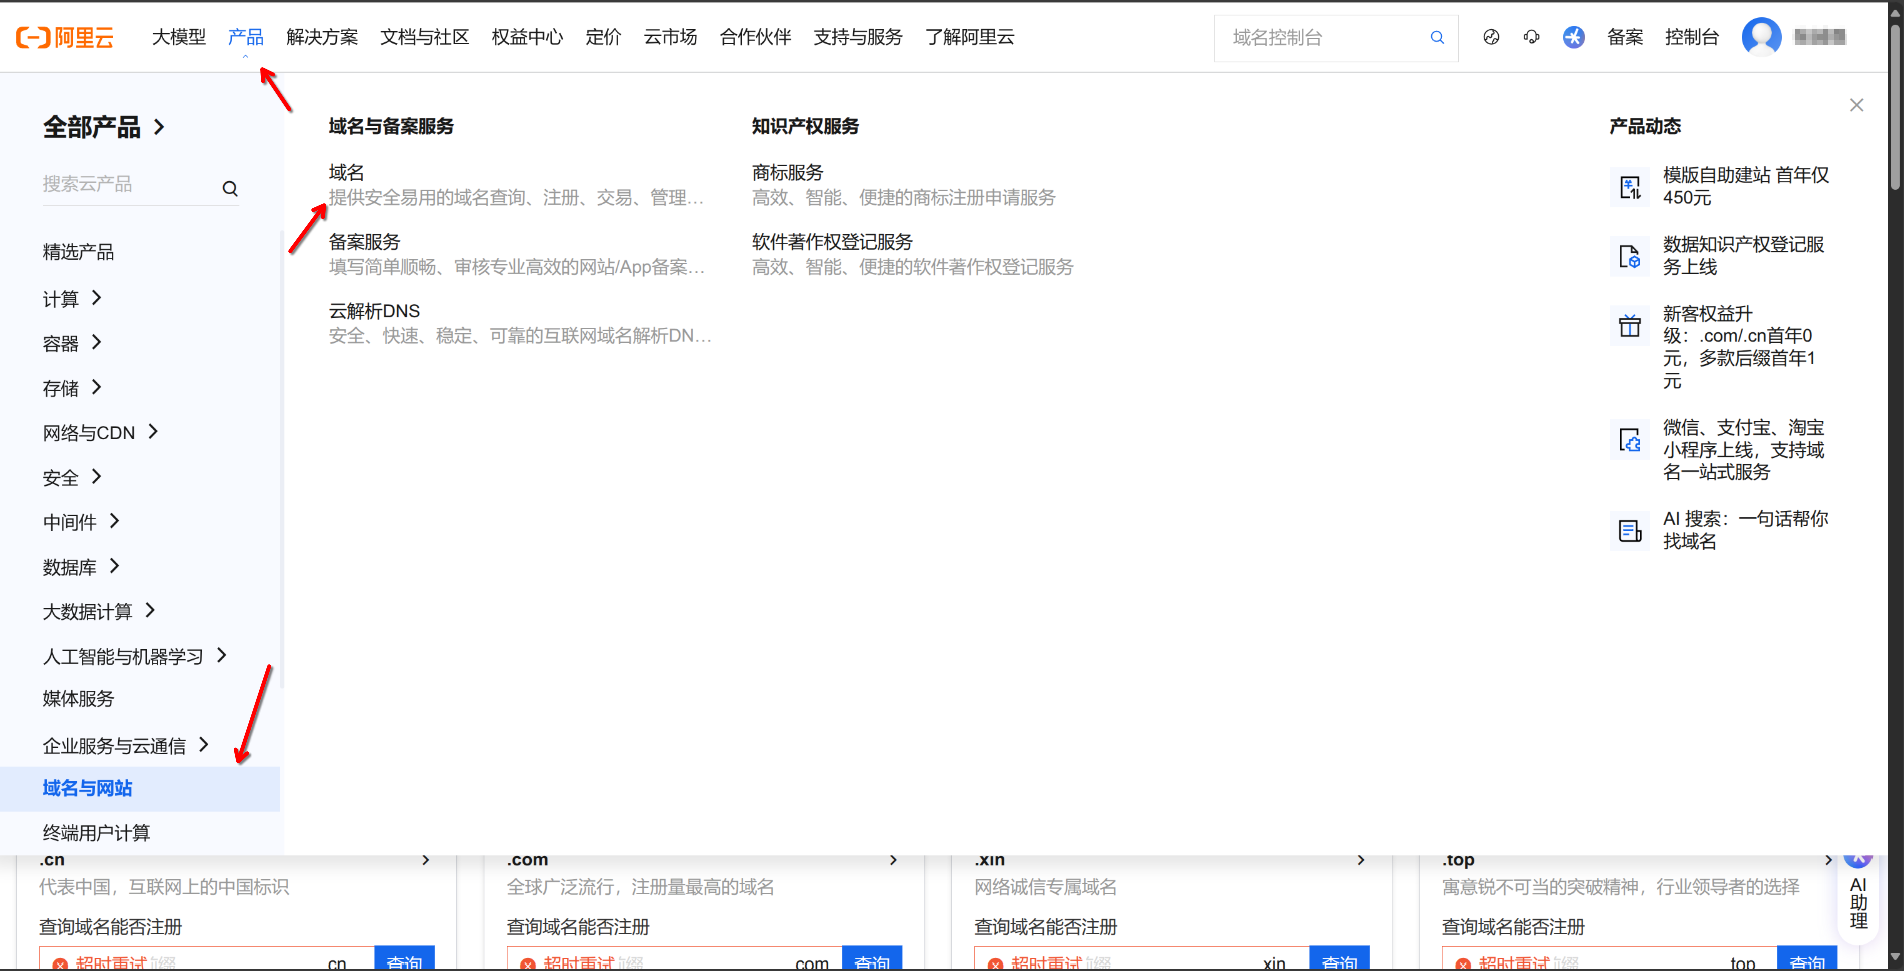 阿里云
大模型
产品
解决方案
文档与社区
权益中心
定价
云市场
合作伙伴
支持与服务
了解阿里云
域名控制台
备案
控制台
全部产品
搜索云产品
精选产品
计算
容器
存储
网络与CDN
安全
中间件
数据库
大数据计算
人工智能与机器学习
媒体服务
企业服务与云通信
域名与网站
终端用户计算
域名与备案服务
域名
提供安全易用的域名查询、注册、交易、管理...
备案服务
填写简单顺畅、审核专业高效的网站/App备案...
云解析DNS
安全、快速、稳定、可靠的互联网域名解析DN...
知识产权服务
商标服务
高效、智能、便捷的商标注册申请服务
软件著作权登记服务
高效、智能、便捷的软件著作权登记服务
产品动态
模版自助建站 首年仅
450元
数据知识产权登记服
务上线
新客权益升
级：.com/.cn首年0
元，多款后缀首年1
元
微信、支付宝、淘宝
小程序上线，支持域
名一站式服务
AI 搜索：一句话帮你
找域名
.cn
代表中国，互联网上的中国标识
查询域名能否注册
超时重试
cn
查询
.com
全球广泛流行，注册量最高的域名
查询域名能否注册
超时重试
com
查询
.xin
网络诚信专属域名
查询域名能否注册
超时重试
xin
查询
.top
寓意锐不可当的突破精神，行业领导者的选择
查询域名能否注册
超时重试
top
查询
AI
助
理